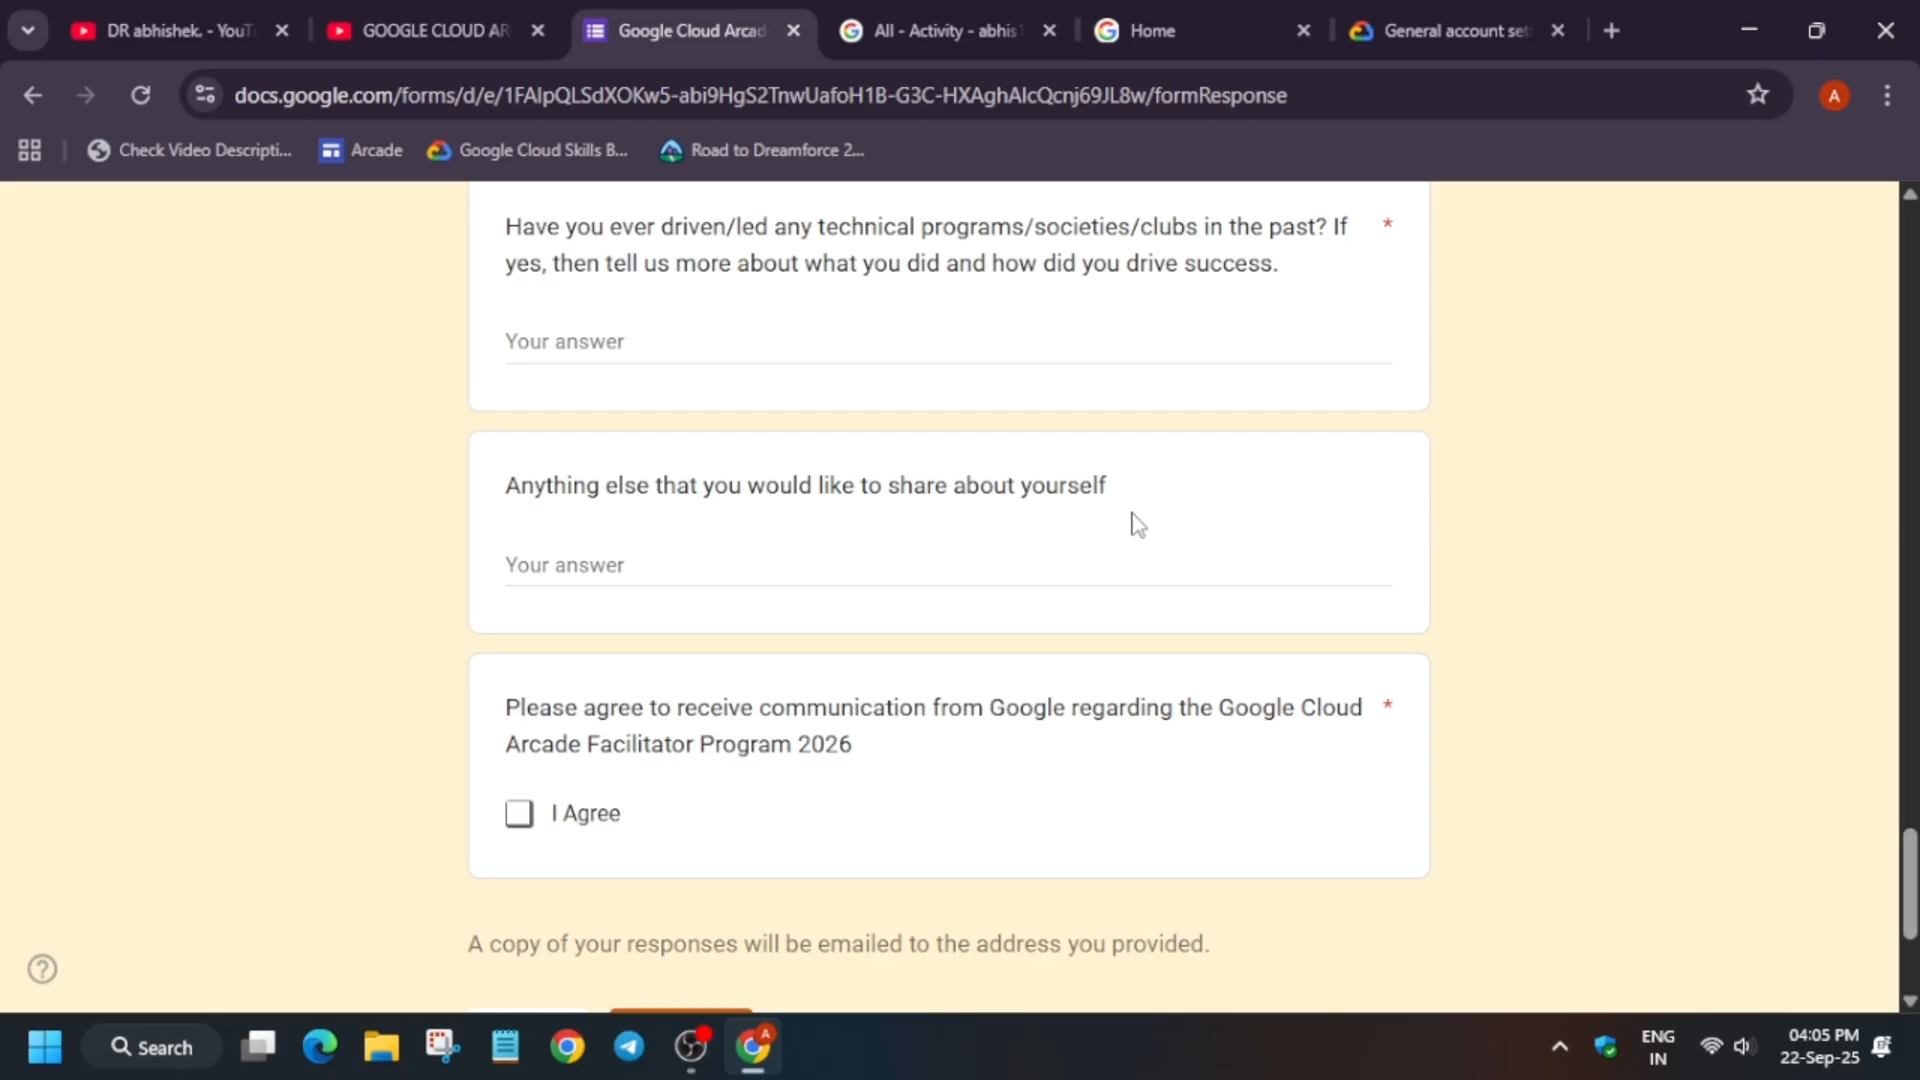 DR abhishek. - YouT
GOOGLE CLOUD AR
Google Cloud Arcad
All - Activity - abhis1
Home
General account set
docs.google.com/forms/d/e/1FAIpQLSdXOKw5-abi9HgS2TnwUafoH1B-G3C-HXAghAIcQcnj69JL8w/formResponse
A
Check Video Descripti...
Arcade
Google Cloud Skills B...
Road to Dreamforce 2...
Have you ever driven/led any technical programs/societies/clubs in the past? If *
yes, then tell us more about what you did and how did you drive success.
Your answer
Anything else that you would like to share about yourself
Your answer
Please agree to receive communication from Google regarding the Google Cloud *
Arcade Facilitator Program 2026
I Agree
A copy of your responses will be emailed to the address you provided.
Search
A
ENG
IN
04:05 PM
22-Sep-25